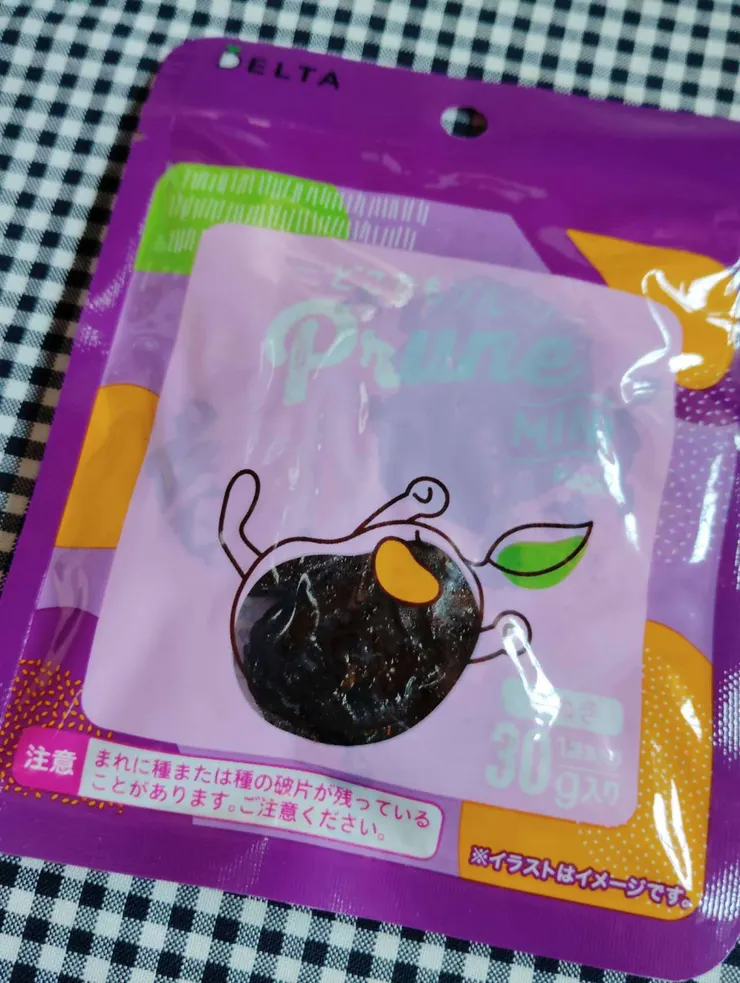 DELTA
Prune
MINI
30
g入り
注意
まれに種または種の破片が残っている
ことがあります。ご注意ください。
※イラストはイメージです。